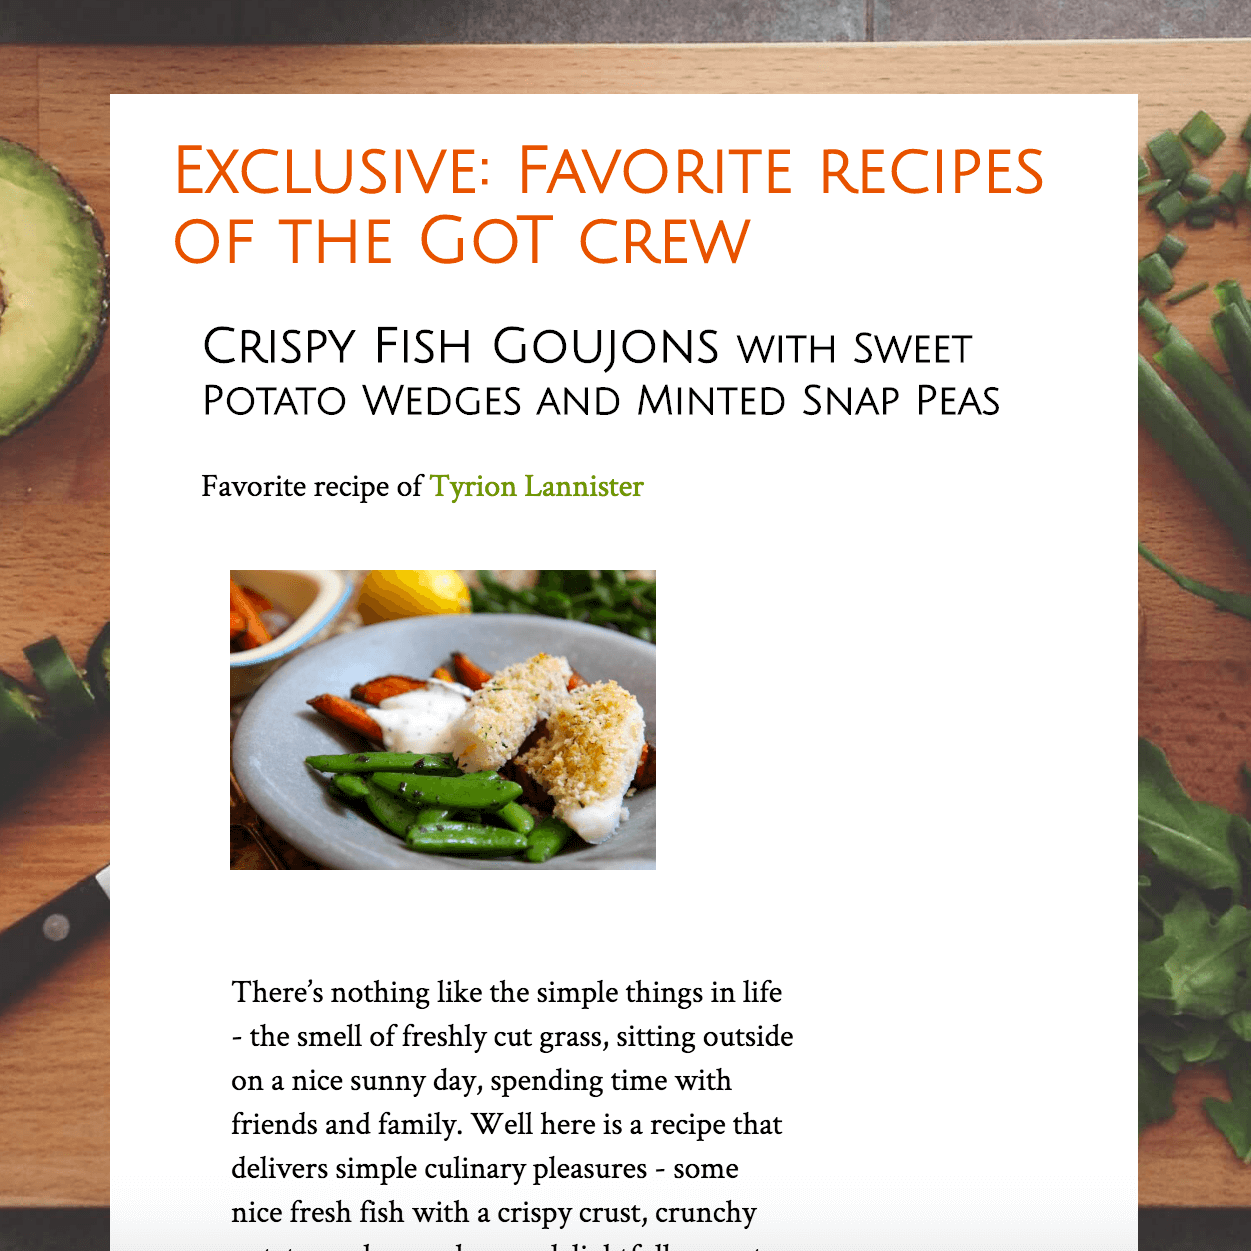 Exclusive: Favorite recipes
of the GoT crew
Crispy Fish Goujons with Sweet
Potato Wedges and Minted Snap Peas
Favorite recipe of Tyrion Lannister
There’s nothing like the simple things in life
- the smell of freshly cut grass, sitting outside
on a nice sunny day, spending time with
friends and family. Well here is a recipe that
delivers simple culinary pleasures - some
nice fresh fish with a crispy crust, crunchy